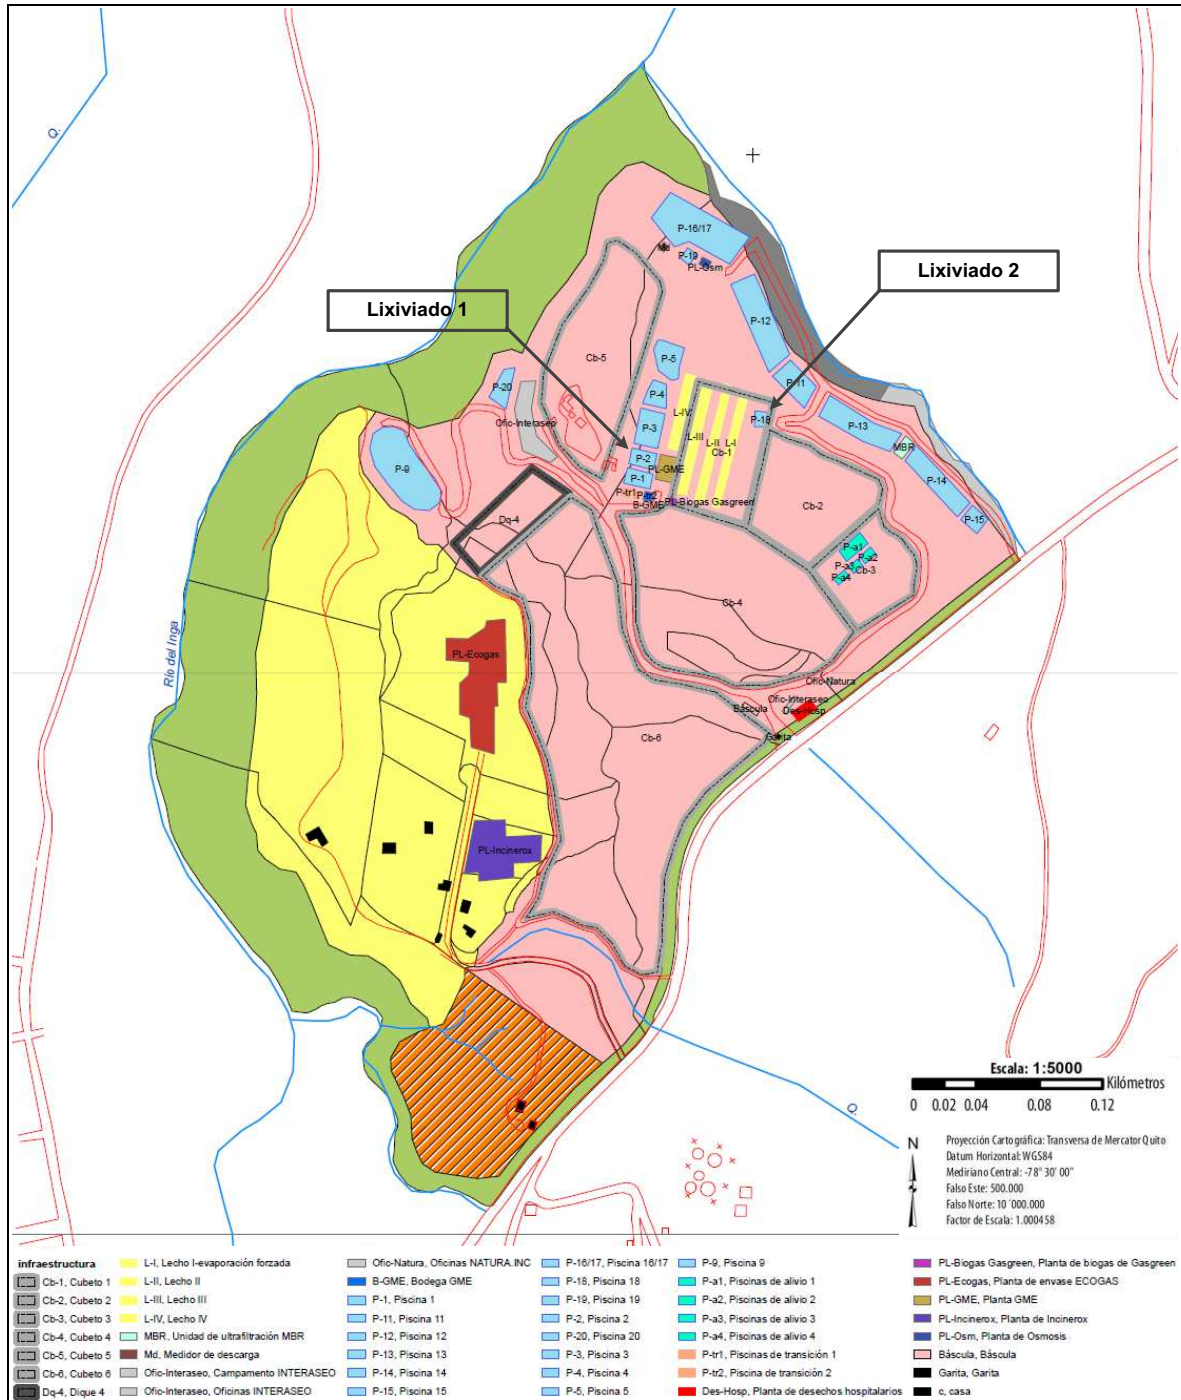 Q.
P-16/17
Md
P-19
PL-Osm
Lixiviado 2
Lixiviado 1
P-12
Cb-5
P-5
P-11
P-20
P-4
L-IV
P-18
P-13
Ofic-Interaseo
P-3
L-III
L-II
L-I
MBR
Cb-1
P-2
P-9
PL-GME
P-1
P-14
P-tr1
P-tr2
B-GME
PL-Biogas Gasgreen
Cb-2
P-15
Dq-4
P-a1
P-a2
P-a3
Cb-3
P-a4
Cb-4
Río del Inga
PL-Ecogas
Ofic-Natura
Ofic-Interaseo
Báscula
Des-Hosp
Garita
Cb-6
PL-Incinerox
Q.
Escala: 1:5000
Kilómetros
0 0.02 0.04 0.08 0.12
N
Proyección Cartográfica: Transversa de Mercator Quito
Datum Horizontal: WGS84
Mediriano Central: -78° 30' 00"
Falso Este: 500.000
Falso Norte: 10 ´000.000
Factor de Escala: 1.000458
infraestructura
Cb-1, Cubeto 1
Cb-2, Cubeto 2
Cb-3, Cubeto 3
Cb-4, Cubeto 4
Cb-5, Cubeto 5
Cb-6, Cubeto 6
Dq-4, Dique 4
L-I, Lecho I-evaporación forzada
L-II, Lecho II
L-III, Lecho III
L-IV, Lecho IV
MBR, Unidad de ultrafiltración MBR
Md, Medidor de descarga
Ofic-Interaseo, Campamento INTERASEO
Ofic-Interaseo, Oficinas INTERASEO
Ofic-Natura, Oficinas NATURA.INC
B-GME, Bodega GME
P-1, Piscina 1
P-11, Piscina 11
P-12, Piscina 12
P-13, Piscina 13
P-14, Piscina 14
P-15, Piscina 15
P-16/17, Piscina 16/17
P-18, Piscina 18
P-19, Piscina 19
P-2, Piscina 2
P-20, Piscina 20
P-3, Piscina 3
P-4, Piscina 4
P-5, Piscina 5
P-9, Piscina 9
P-a1, Piscinas de alivio 1
P-a2, Piscinas de alivio 2
P-a3, Piscinas de alivio 3
P-a4, Piscinas de alivio 4
P-tr1, Piscinas de transición 1
P-tr2, Piscina de transición 2
Des-Hosp, Planta de desechos hospitalarios
PL-Biogas Gasgreen, Planta de biogas de Gasgreen
PL-Ecogas, Planta de envase ECOGAS
PL-GME, Planta GME
PL-Incinerox, Planta de Incinerox
PL-Osm, Planta de Osmosis
Báscula, Báscula
Garita, Garita
c, casa